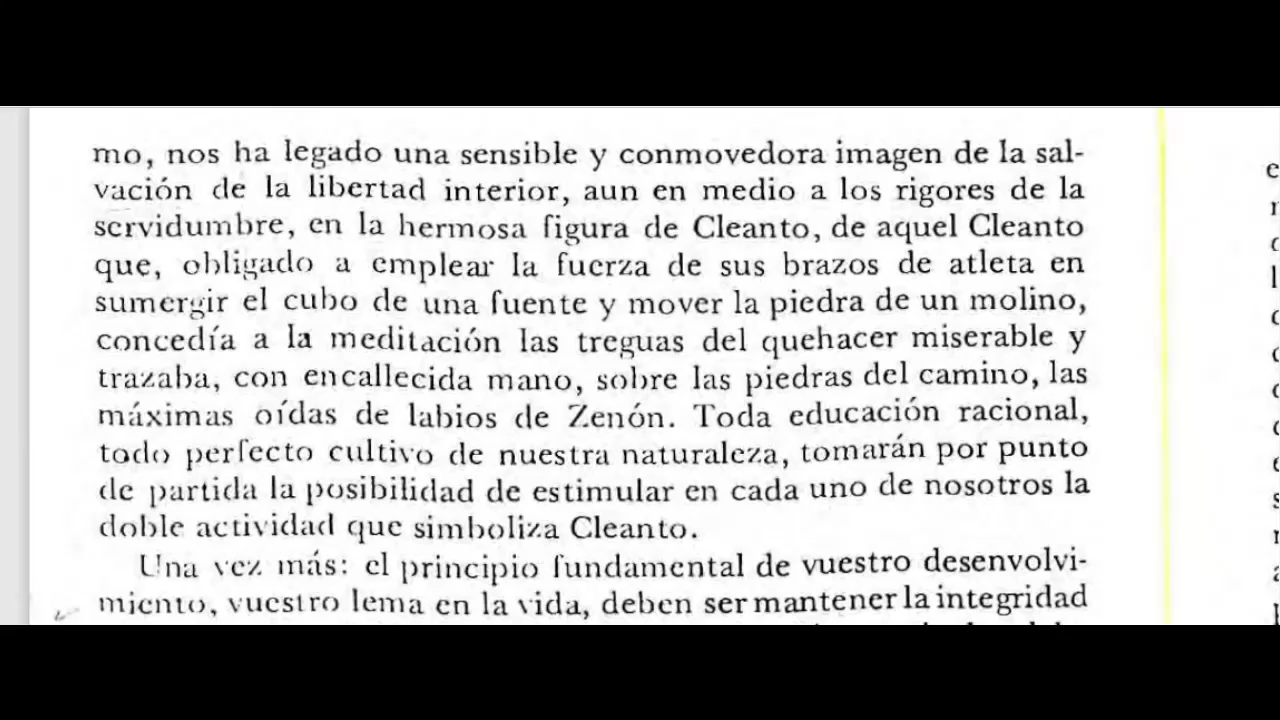 mo, nos ha legado una sensible y conmovedora imagen de la sal-
vación de la libertad interior, aun en medio a los rigores de la
servidumbre, en la hermosa figura de Cleanto, de aquel Cleanto
que, obligado a emplear la fuerza de sus brazos de atleta en
sumergir el cubo de una fuente y mover la piedra de un molino,
concedía a la meditación las treguas del quehacer miserable y
trazaba, con encallecida mano, sobre las piedras del camino, las
máximas oídas de labios de Zenón. Toda educación racional,
todo perfecto cultivo de nuestra naturaleza, tomarán por punto
de partida la posibilidad de estimular en cada uno de nosotros la
doble actividad que simboliza Cleanto.
Una vez más: el principio fundamental de vuestro desenvolvi-
miento, vuestro lema en la vida, deben ser mantener la integridad